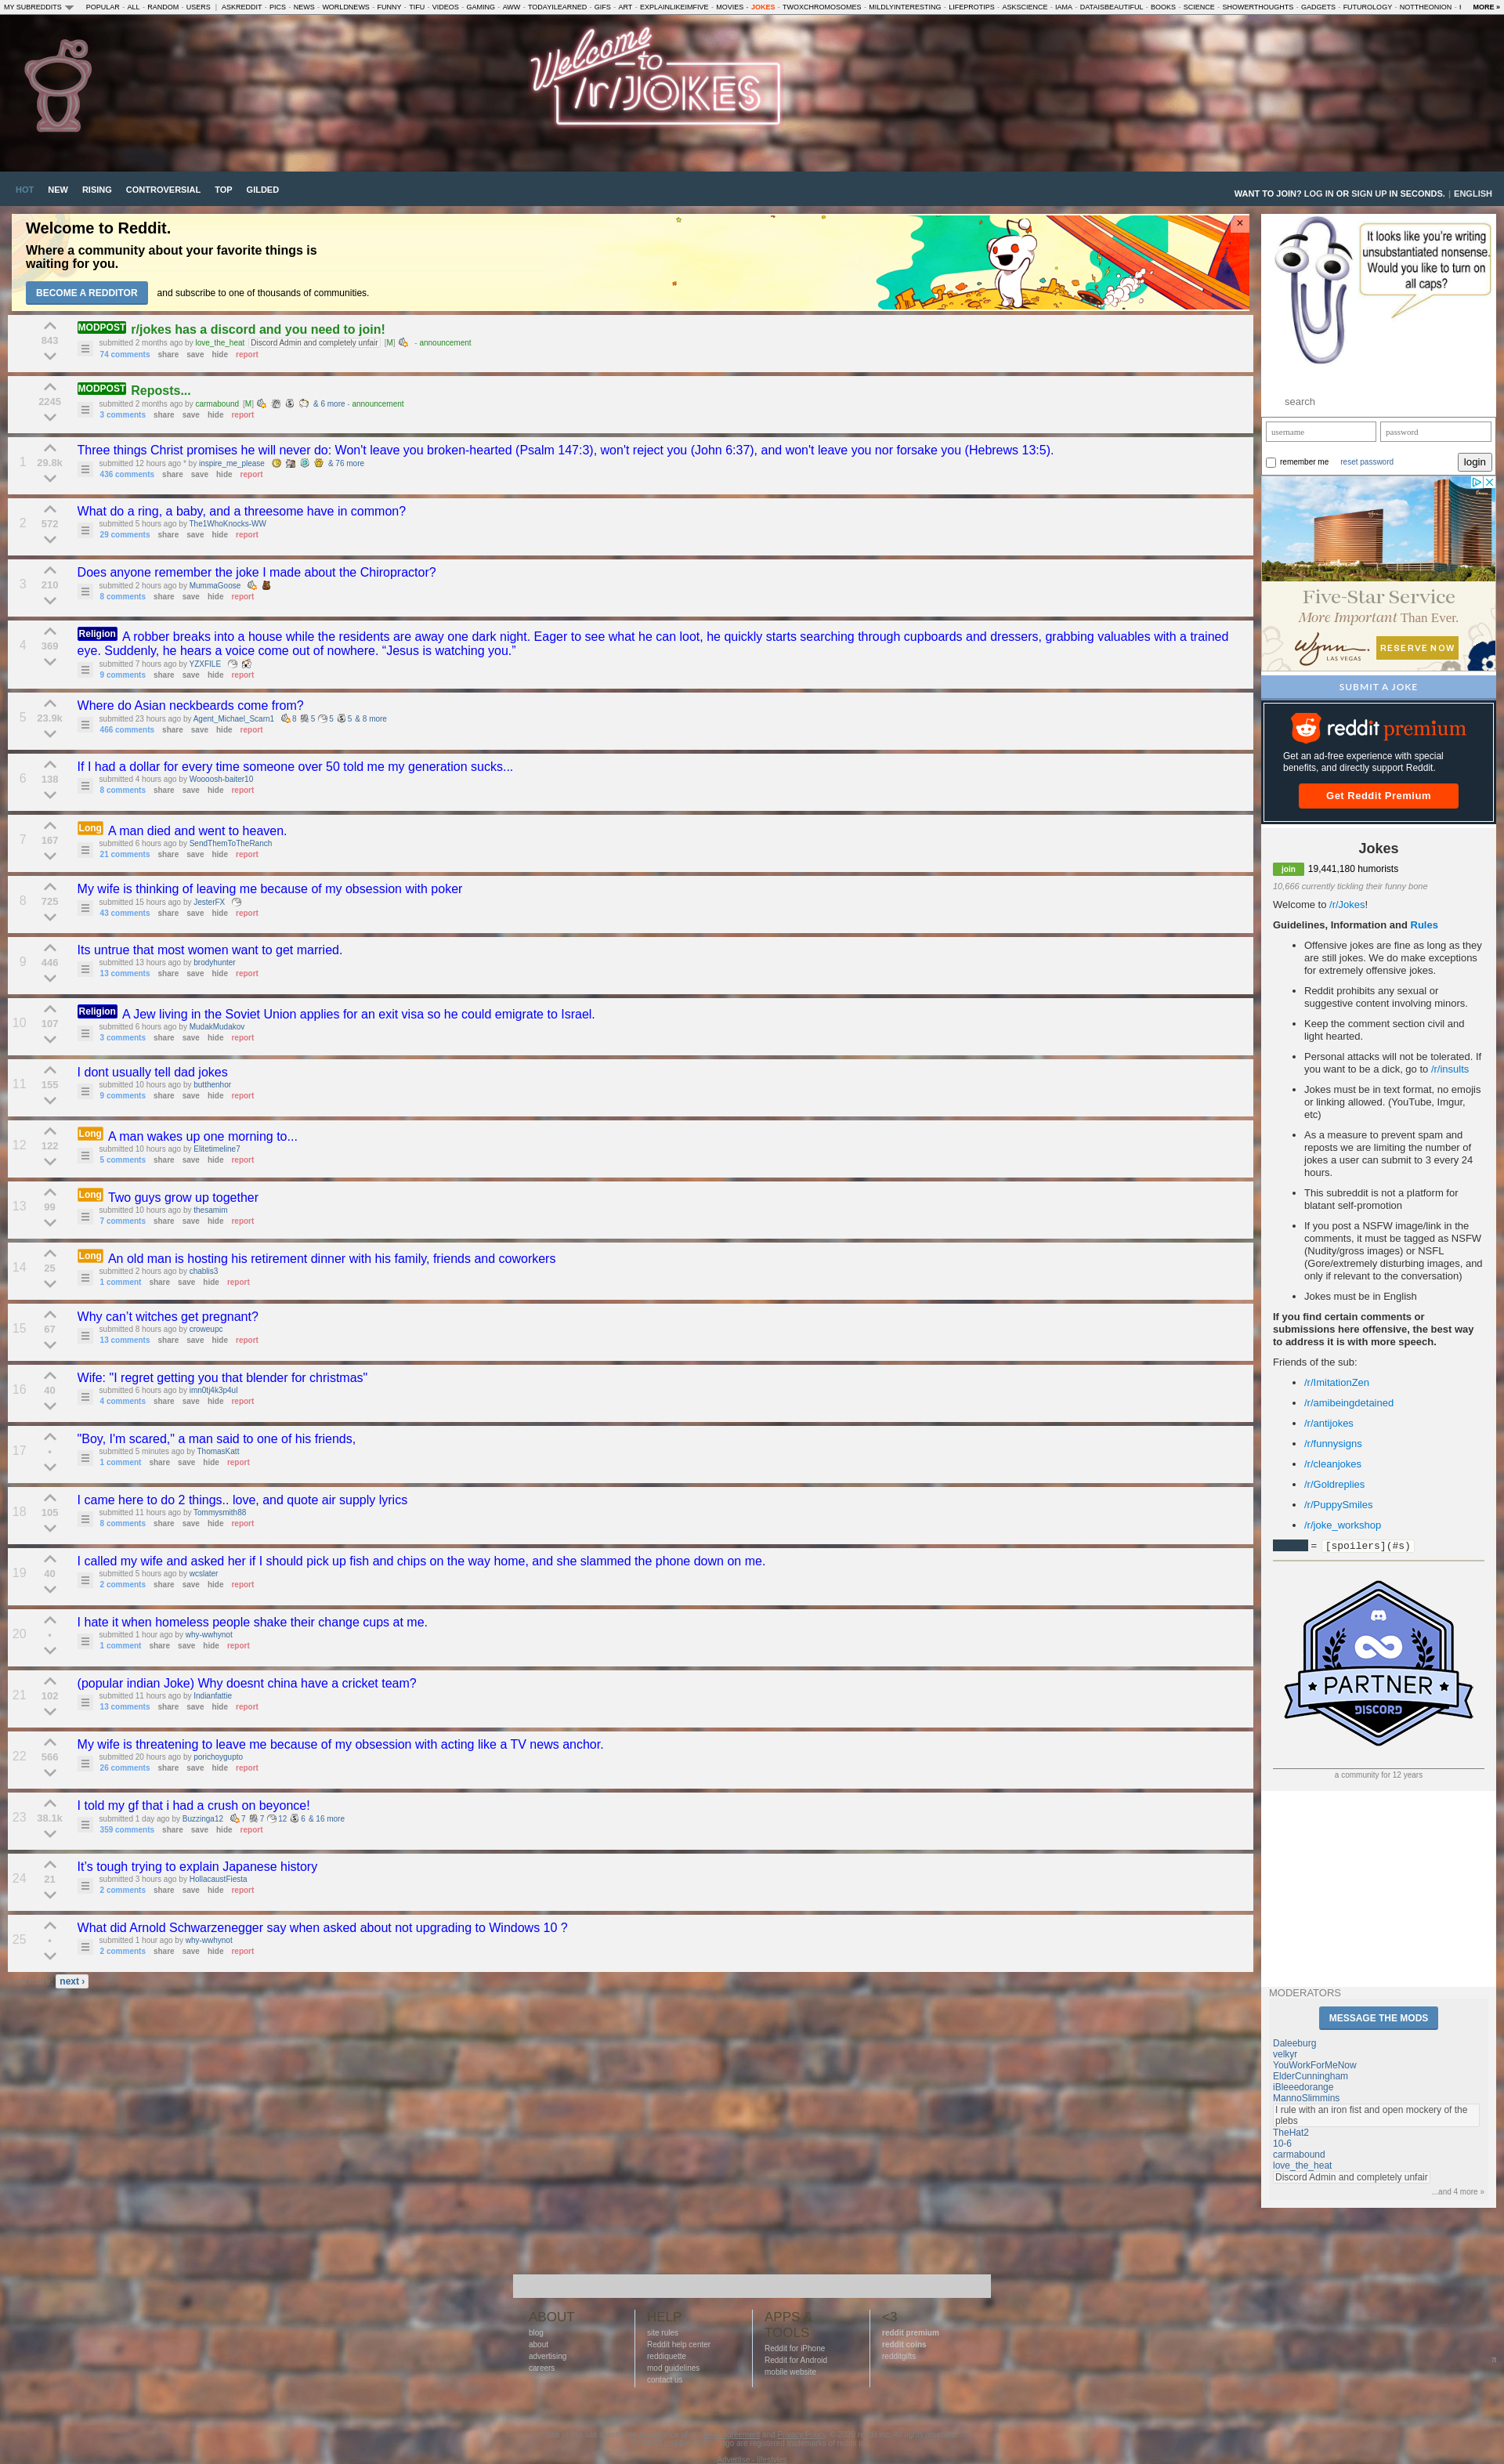 MY SUBREDDITS POPULAR - ALL - RANDOM - USERS | ASKREDDIT - PICS - NEWS - WORLDNEWS - FUNNY - TIFU - VIDEOS - GAMING - AWW - TODAYILEARNED - GIFS - ART - EXPLAINLIKEIMFIVE - MOVIES - JOKES - TWOXCHROMOSOMES - MILDLYINTERESTING - LIFEPROTIPS - ASKSCIENCE - IAMA - DATAISBEAUTIFUL - BOOKS - SCIENCE - SHOWERTHOUGHTS - GADGETS - FUTUROLOGY - NOTTHEONION - MORE »
Welcome to /r/JOKES
HOT NEW RISING CONTROVERSIAL TOP GILDED
WANT TO JOIN? LOG IN OR SIGN UP IN SECONDS. | ENGLISH
Welcome to Reddit.
Where a community about your favorite things is
waiting for you.
BECOME A REDDITOR and subscribe to one of thousands of communities.
×
843
MODPOST r/jokes has a discord and you need to join!
submitted 2 months ago by love_the_heat Discord Admin and completely unfair [M] - announcement
74 comments share save hide report
2245
MODPOST Reposts...
submitted 2 months ago by carmabound [M] & 6 more - announcement
3 comments share save hide report
1 29.8k
Three things Christ promises he will never do: Won't leave you broken-hearted (Psalm 147:3), won't reject you (John 6:37), and won't leave you nor forsake you (Hebrews 13:5).
submitted 12 hours ago * by inspire_me_please & 76 more
436 comments share save hide report
2 572
What do a ring, a baby, and a threesome have in common?
submitted 5 hours ago by The1WhoKnocks-WW
29 comments share save hide report
3 210
Does anyone remember the joke I made about the Chiropractor?
submitted 2 hours ago by MummaGoose
8 comments share save hide report
4 369
Religion A robber breaks into a house while the residents are away one dark night. Eager to see what he can loot, he quickly starts searching through cupboards and dressers, grabbing valuables with a trained
eye. Suddenly, he hears a voice come out of nowhere. “Jesus is watching you.”
submitted 7 hours ago by YZXFILE
9 comments share save hide report
5 23.9k
Where do Asian neckbeards come from?
submitted 23 hours ago by Agent_Michael_Scarn1 8 5 5 5 & 8 more
466 comments share save hide report
6 138
If I had a dollar for every time someone over 50 told me my generation sucks...
submitted 4 hours ago by Woooosh-baiter10
8 comments share save hide report
7 167
Long A man died and went to heaven.
submitted 6 hours ago by SendThemToTheRanch
21 comments share save hide report
8 725
My wife is thinking of leaving me because of my obsession with poker
submitted 15 hours ago by JesterFX
43 comments share save hide report
9 446
Its untrue that most women want to get married.
submitted 13 hours ago by brodyhunter
13 comments share save hide report
10 107
Religion A Jew living in the Soviet Union applies for an exit visa so he could emigrate to Israel.
submitted 6 hours ago by MudakMudakov
3 comments share save hide report
11 155
I dont usually tell dad jokes
submitted 10 hours ago by butthenhor
9 comments share save hide report
12 122
Long A man wakes up one morning to...
submitted 10 hours ago by Elitetimeline7
5 comments share save hide report
13 99
Long Two guys grow up together
submitted 10 hours ago by thesamim
7 comments share save hide report
14 25
Long An old man is hosting his retirement dinner with his family, friends and coworkers
submitted 2 hours ago by chablis3
1 comment share save hide report
15 67
Why can’t witches get pregnant?
submitted 8 hours ago by croweupc
13 comments share save hide report
16 40
Wife: "I regret getting you that blender for christmas"
submitted 6 hours ago by imn0tj4k3p4ul
4 comments share save hide report
17 •
"Boy, I'm scared," a man said to one of his friends,
submitted 5 minutes ago by ThomasKatt
1 comment share save hide report
18 105
I came here to do 2 things.. love, and quote air supply lyrics
submitted 11 hours ago by Tommysmith88
8 comments share save hide report
19 40
I called my wife and asked her if I should pick up fish and chips on the way home, and she slammed the phone down on me.
submitted 5 hours ago by wcslater
2 comments share save hide report
20 •
I hate it when homeless people shake their change cups at me.
submitted 1 hour ago by why-wwhynot
1 comment share save hide report
21 102
(popular indian Joke) Why doesnt china have a cricket team?
submitted 11 hours ago by Indianfattie
13 comments share save hide report
22 566
My wife is threatening to leave me because of my obsession with acting like a TV news anchor.
submitted 20 hours ago by porichoygupto
26 comments share save hide report
23 38.1k
I told my gf that i had a crush on beyonce!
submitted 1 day ago by Buzzinga12 7 7 12 6 & 16 more
359 comments share save hide report
24 21
It’s tough trying to explain Japanese history
submitted 3 hours ago by HollacaustFiesta
2 comments share save hide report
25 •
What did Arnold Schwarzenegger say when asked about not upgrading to Windows 10 ?
submitted 1 hour ago by why-wwhynot
2 comments share save hide report
next ›
It looks like you’re writing
unsubstantiated nonsense.
Would you like to turn on
all caps?
search
username password
remember me reset password login
Five-Star Service
More Important Than Ever.
Wynn LAS VEGAS RESERVE NOW
SUBMIT A JOKE
reddit premium
Get an ad-free experience with special
benefits, and directly support Reddit.
Get Reddit Premium
Jokes
join 19,441,180 humorists
10,666 currently tickling their funny bone
Welcome to /r/Jokes!
Guidelines, Information and Rules
• Offensive jokes are fine as long as they
are still jokes. We do make exceptions
for extremely offensive jokes.
• Reddit prohibits any sexual or
suggestive content involving minors.
• Keep the comment section civil and
light hearted.
• Personal attacks will not be tolerated. If
you want to be a dick, go to /r/insults
• Jokes must be in text format, no emojis
or linking allowed. (YouTube, Imgur,
etc)
• As a measure to prevent spam and
reposts we are limiting the number of
jokes a user can submit to 3 every 24
hours.
• This subreddit is not a platform for
blatant self-promotion
• If you post a NSFW image/link in the
comments, it must be tagged as NSFW
(Nudity/gross images) or NSFL
(Gore/extremely disturbing images, and
only if relevant to the conversation)
• Jokes must be in English
If you find certain comments or
submissions here offensive, the best way
to address it is with more speech.
Friends of the sub:
• /r/ImitationZen
• /r/amibeingdetained
• /r/antijokes
• /r/funnysigns
• /r/cleanjokes
• /r/Goldreplies
• /r/PuppySmiles
• /r/joke_workshop
= [spoilers](#s)
PARTNER
DISCORD
a community for 12 years
MODERATORS
MESSAGE THE MODS
Daleeburg
velkyr
YouWorkForMeNow
ElderCunningham
iBleeedorange
MannoSlimmins
I rule with an iron fist and open mockery of the
plebs
TheHat2
10-6
carmabound
love_the_heat
Discord Admin and completely unfair
...and 4 more »
ABOUT
blog
about
advertising
careers
HELP
site rules
Reddit help center
reddiquette
mod guidelines
contact us
APPS &
TOOLS
Reddit for iPhone
Reddit for Android
mobile website
<3
reddit premium
reddit coins
redditgifts
π